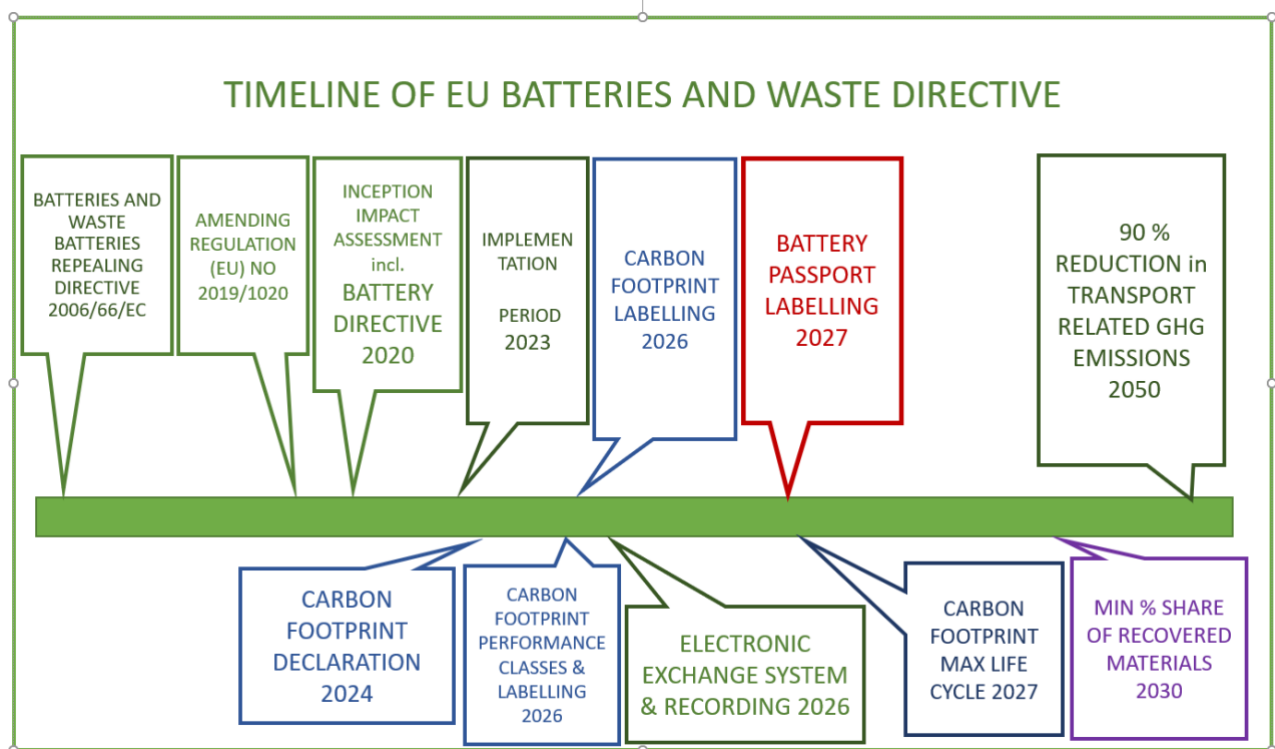 TIMELINE OF EU BATTERIES AND WASTE DIRECTIVE
BATTERIES AND
WASTE
BATTERIES
REPEALING
DIRECTIVE
2006/66/EC
AMENDING
REGULATION
(EU) NO
2019/1020
INCEPTION
IMPACT
ASSESSMENT
incl.
BATTERY
DIRECTIVE
2020
IMPLEMEN
TATION
PERIOD
2023
CARBON
FOOTPRINT
LABELLING
2026
BATTERY
PASSPORT
LABELLING
2027
90 %
REDUCTION in
TRANSPORT
RELATED GHG
EMISSIONS
2050
CARBON
FOOTPRINT
DECLARATION
2024
CARBON
FOOTPRINT
PERFORMANCE
CLASSES &
LABELLING
2026
ELECTRONIC
EXCHANGE SYSTEM
& RECORDING 2026
CARBON
FOOTPRINT
MAX LIFE
CYCLE 2027
MIN % SHARE
OF RECOVERED
MATERIALS
2030